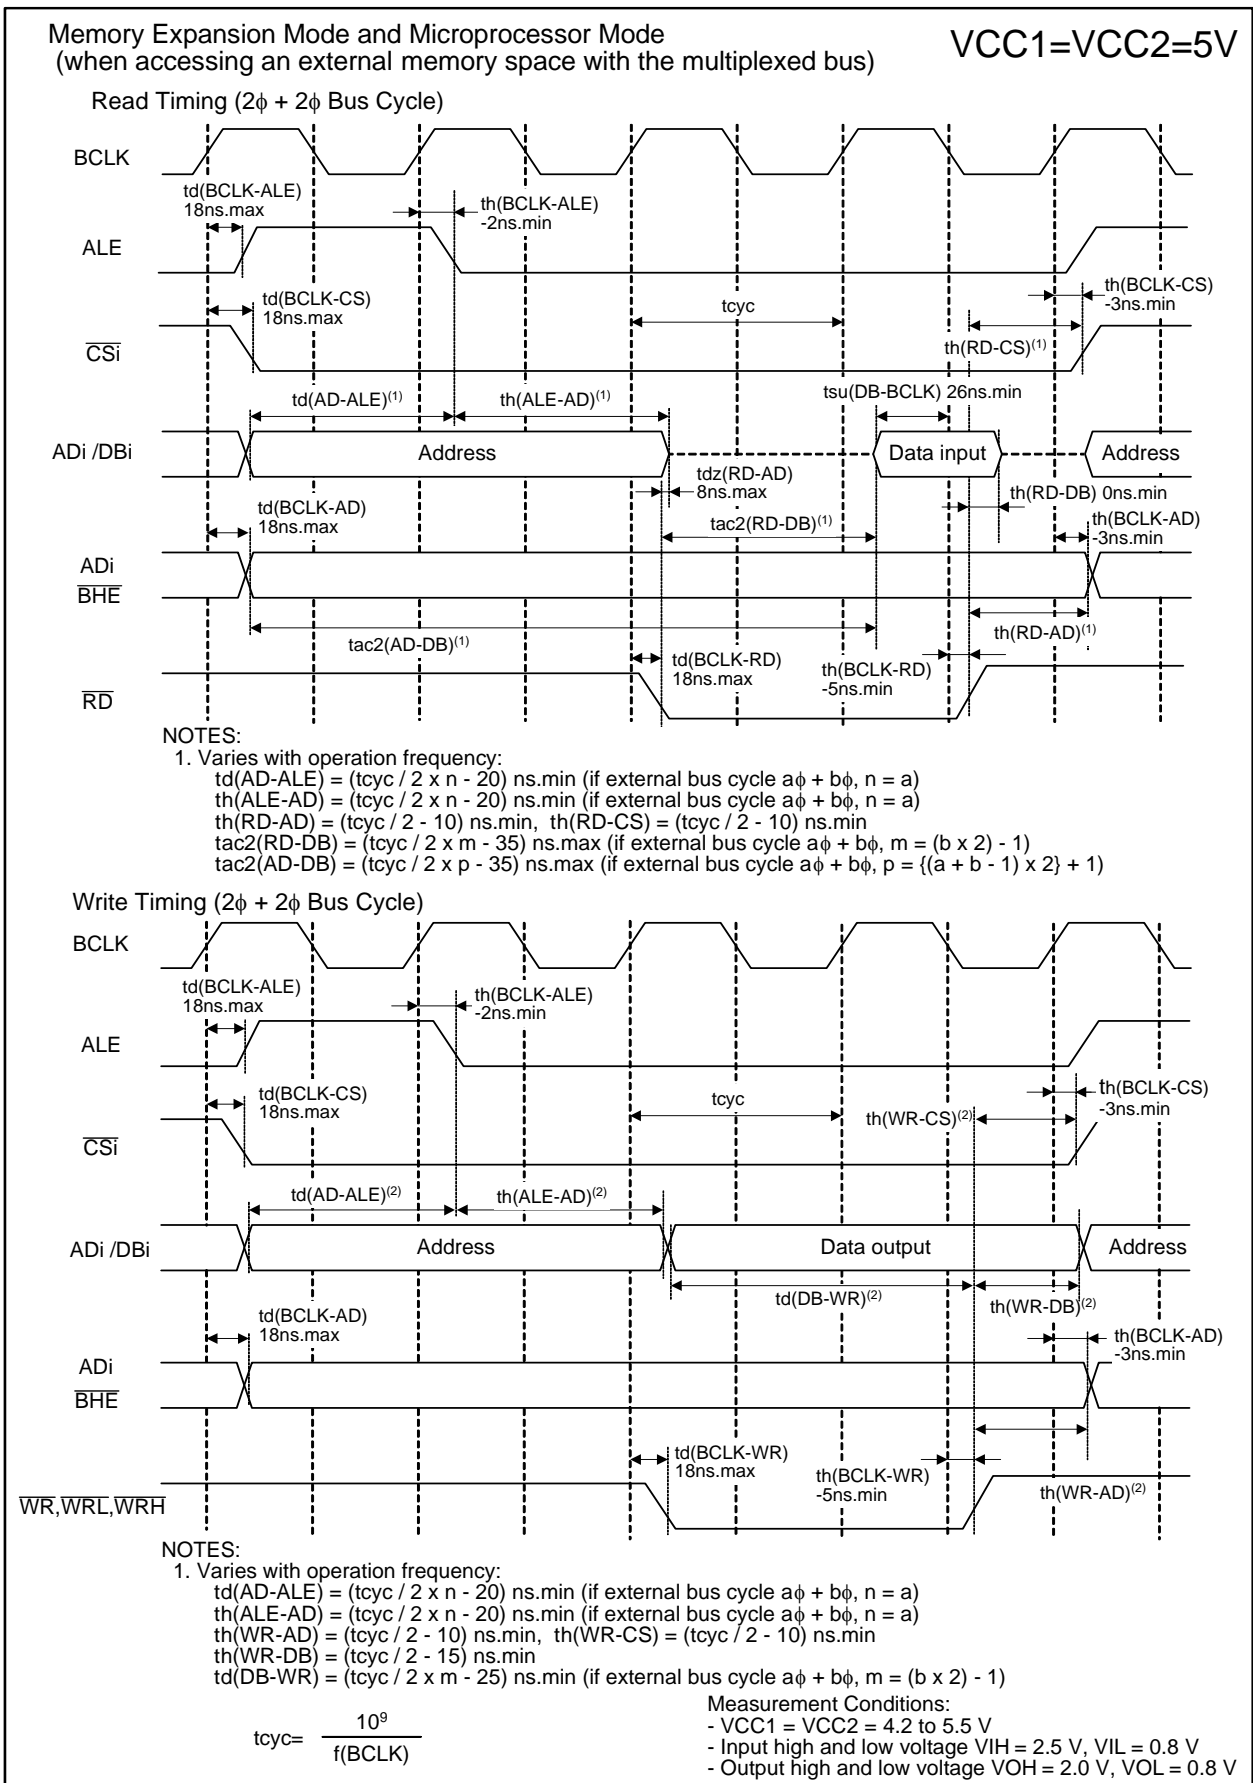 Memory Expansion Mode and Microprocessor Mode
(when accessing an external memory space with the multiplexed bus)
VCC1=VCC2=5V
Read Timing (2ϕ + 2ϕ Bus Cycle)
BCLK
td(BCLK-ALE)
18ns.max
th(BCLK-ALE)
-2ns.min
ALE
td(BCLK-CS)
18ns.max
tcyc
th(BCLK-CS)
-3ns.min
CSi
th(RD-CS)(1)
td(AD-ALE)(1)
th(ALE-AD)(1)
tsu(DB-BCLK) 26ns.min
ADi /DBi
Address
Data input
Address
tdz(RD-AD)
8ns.max
th(RD-DB) 0ns.min
td(BCLK-AD)
18ns.max
tac2(RD-DB)(1)
th(BCLK-AD)
-3ns.min
ADi
BHE
tac2(AD-DB)(1)
th(RD-AD)(1)
td(BCLK-RD)
18ns.max
th(BCLK-RD)
-5ns.min
RD
NOTES:
1. Varies with operation frequency:
td(AD-ALE) = (tcyc / 2 x n - 20) ns.min (if external bus cycle aϕ + bϕ, n = a)
th(ALE-AD) = (tcyc / 2 x n - 20) ns.min (if external bus cycle aϕ + bϕ, n = a)
th(RD-AD) = (tcyc / 2 - 10) ns.min, th(RD-CS) = (tcyc / 2 - 10) ns.min
tac2(RD-DB) = (tcyc / 2 x m - 35) ns.max (if external bus cycle aϕ + bϕ, m = (b x 2) - 1)
tac2(AD-DB) = (tcyc / 2 x p - 35) ns.max (if external bus cycle aϕ + bϕ, p = {(a + b - 1) x 2} + 1)
Write Timing (2ϕ + 2ϕ Bus Cycle)
BCLK
td(BCLK-ALE)
18ns.max
th(BCLK-ALE)
-2ns.min
ALE
td(BCLK-CS)
18ns.max
tcyc
th(BCLK-CS)
-3ns.min
th(WR-CS)(2)
CSi
td(AD-ALE)(2)
th(ALE-AD)(2)
ADi /DBi
Address
Data output
Address
td(DB-WR)(2)
th(WR-DB)(2)
td(BCLK-AD)
18ns.max
th(BCLK-AD)
-3ns.min
ADi
BHE
td(BCLK-WR)
18ns.max
th(BCLK-WR)
-5ns.min
th(WR-AD)(2)
WR,WRL,WRH
NOTES:
1. Varies with operation frequency:
td(AD-ALE) = (tcyc / 2 x n - 20) ns.min (if external bus cycle aϕ + bϕ, n = a)
th(ALE-AD) = (tcyc / 2 x n - 20) ns.min (if external bus cycle aϕ + bϕ, n = a)
th(WR-AD) = (tcyc / 2 - 10) ns.min, th(WR-CS) = (tcyc / 2 - 10) ns.min
th(WR-DB) = (tcyc / 2 - 15) ns.min
td(DB-WR) = (tcyc / 2 x m - 25) ns.min (if external bus cycle aϕ + bϕ, m = (b x 2) - 1)
tcyc= 10⁹
f(BCLK)
Measurement Conditions:
- VCC1 = VCC2 = 4.2 to 5.5 V
- Input high and low voltage VIH = 2.5 V, VIL = 0.8 V
- Output high and low voltage VOH = 2.0 V, VOL = 0.8 V